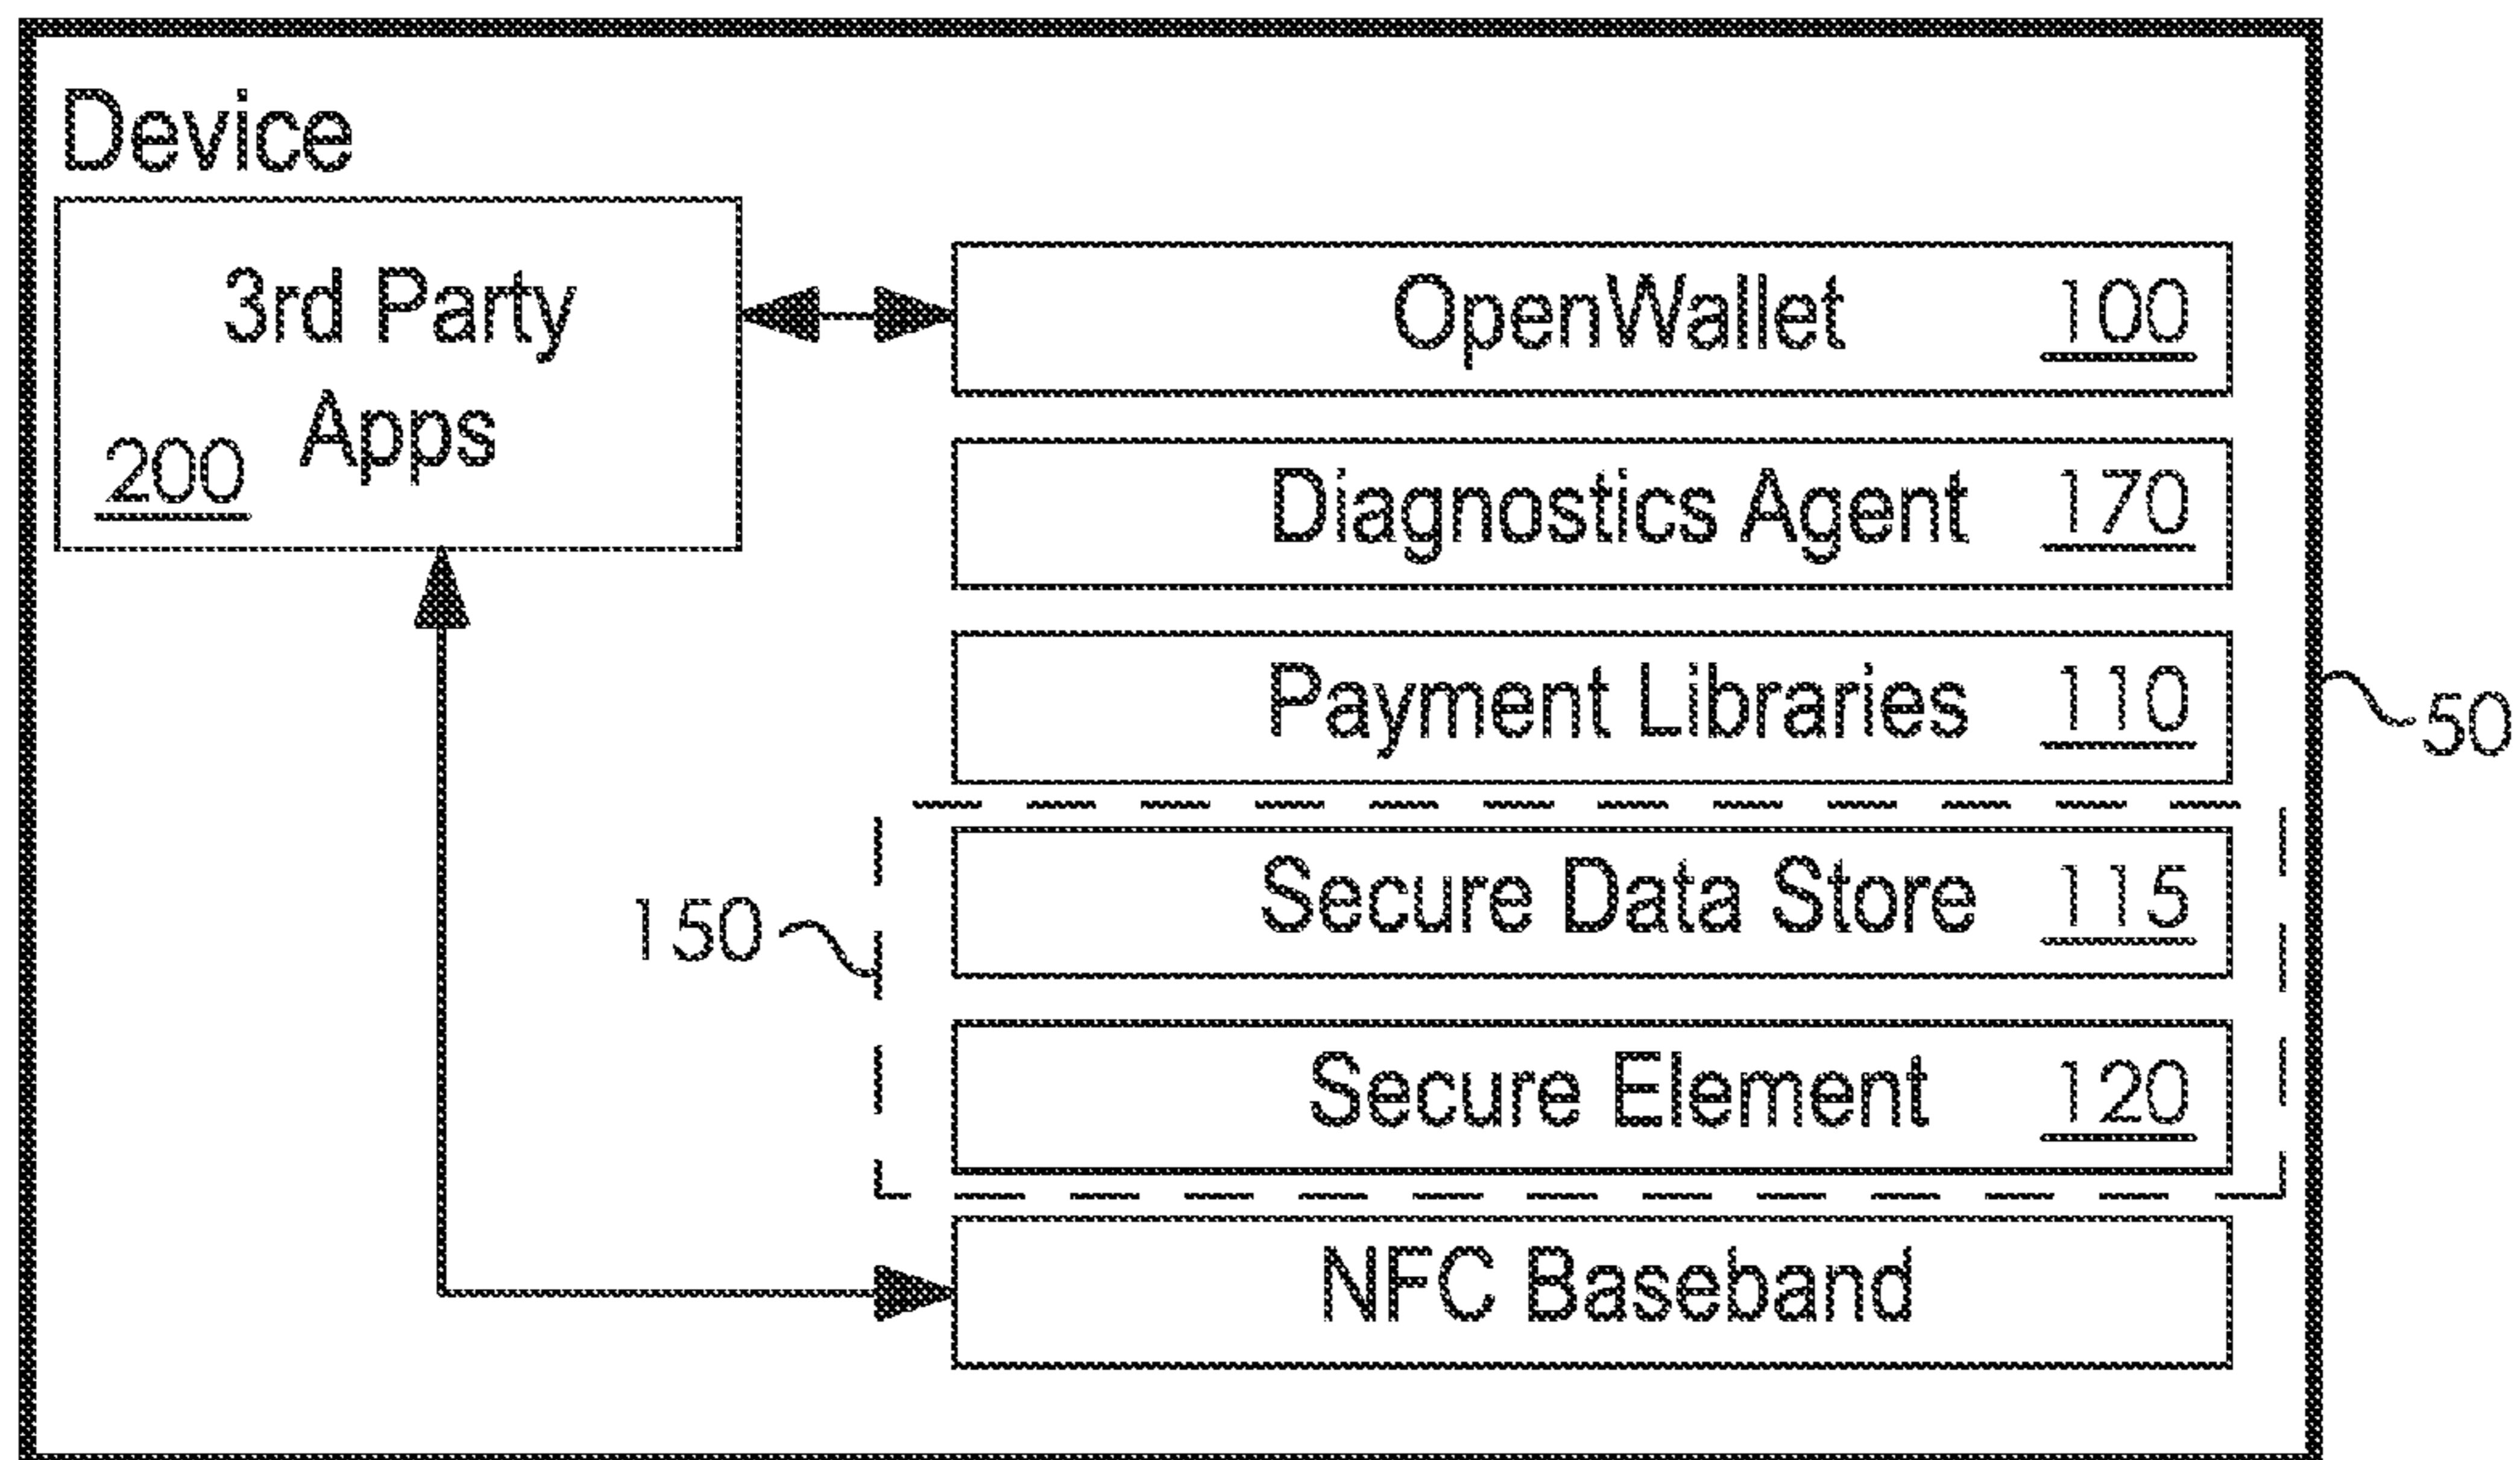 Device
3rd Party
Apps
200
OpenWallet 100
Diagnostics Agent 170
Payment Libraries 110
50
Secure Data Store 115
150
Secure Element 120
NFC Baseband